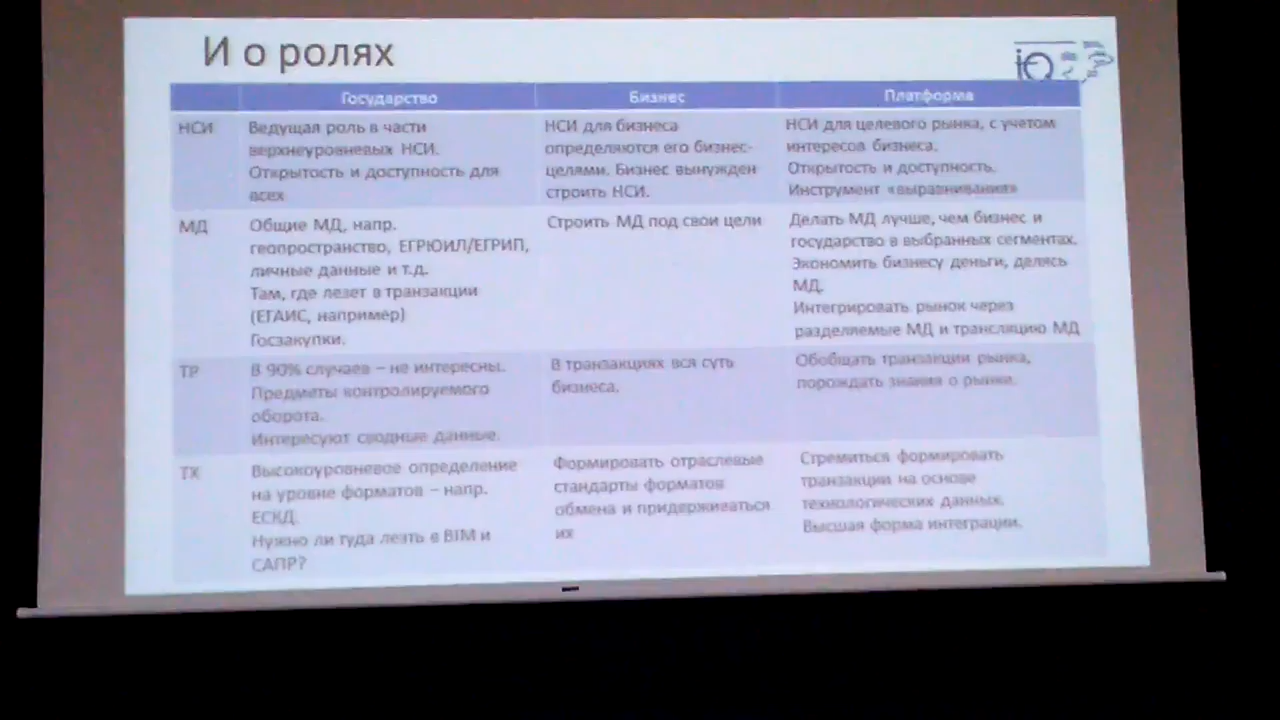 И о ролях
Государство
Бизнес
Платформа
НСИ
Ведущая роль в части
верхнеуровневых НСИ.
Открытость и доступность для
всех
НСИ для бизнеса
определяются его бизнес-
целями. Бизнес вынужден
строить НСИ.
НСИ для целевого рынка, с учетом
интересов бизнеса.
Открытость и доступность.
Инструмент «выравнивания»
МД
Общие МД, напр.
геопространство, ЕГРЮИЛ/ЕГРИП,
личные данные и т.д.
Там, где лезет в транзакции
(ЕГАИС, например)
Госзакупки.
Строить МД под свои цели
Делать МД лучше, чем бизнес и
государство в выбранных сегментах.
Экономить бизнесу деньги, делясь
МД.
Интегрировать рынок через
разделяемые МД и трансляцию МД
ТР
В 90% случаев – не интересны.
Предметы контролируемого
оборота.
Интересуют сводные данные.
В транзакциях вся суть
бизнеса.
Обобщать транзакции рынка,
порождать знания о рынке.
ТХ
Высокоуровневое определение
на уровне форматов – напр.
ЕСКД.
Нужно ли туда лезть в BIM и
САПР?
Формировать отраслевые
стандарты форматов
обмена и придерживаться
их
Стремиться формировать
транзакции на основе
технологических данных.
Высшая форма интеграции.